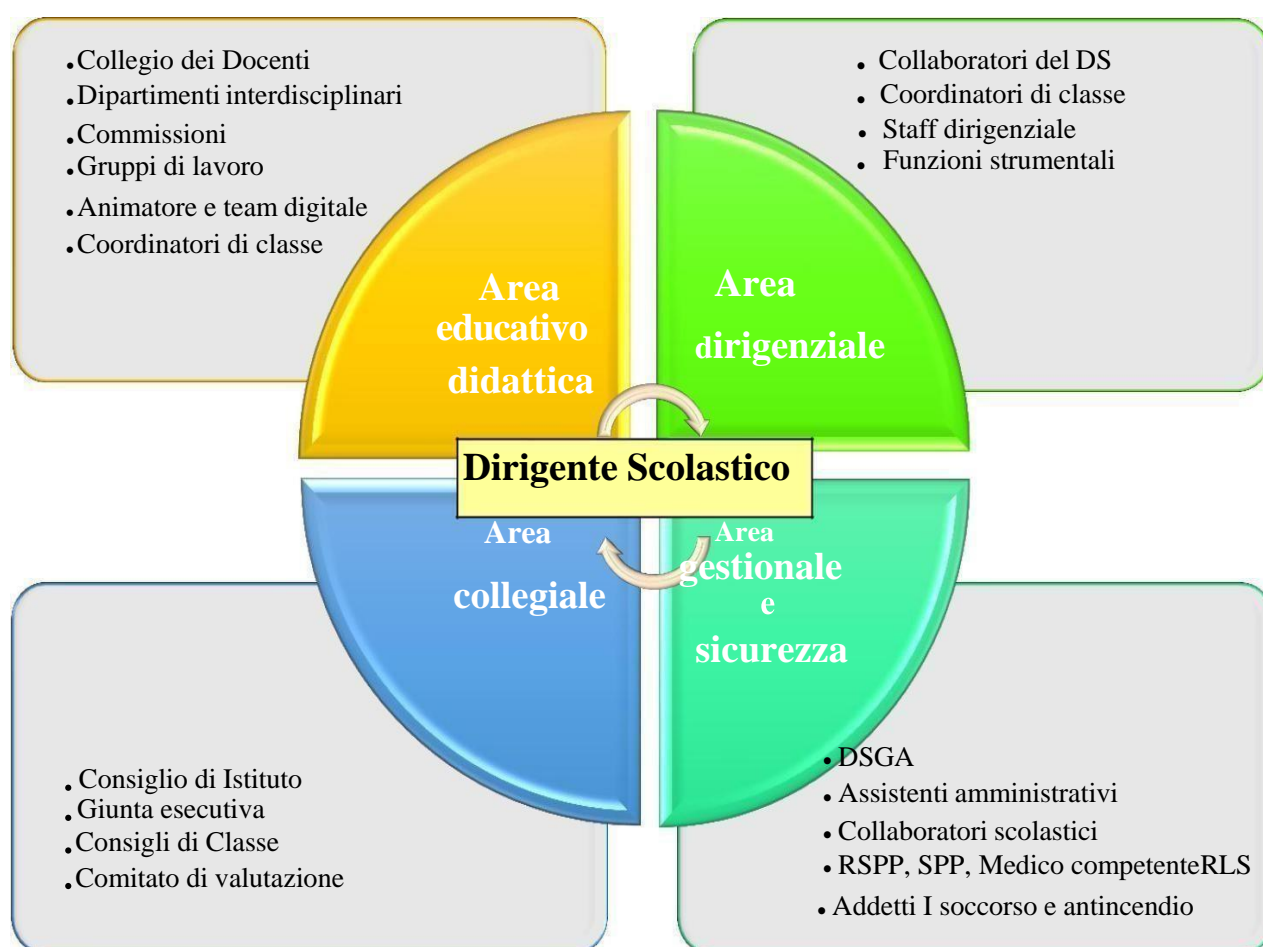 • Collegio dei Docenti
• Dipartimenti interdisciplinari
• Commissioni
• Gruppi di lavoro
• Animatore e team digitale
• Coordinatori di classe
• Collaboratori del DS
• Coordinatori di classe
• Staff dirigenziale
• Funzioni strumentali
Area
educativo
didattica
Area
dirigenziale
Dirigente Scolastico
Area
collegiale
Area
gestionale
e
sicurezza
• Consiglio di Istituto
• Giunta esecutiva
• Consigli di Classe
• Comitato di valutazione
• DSGA
• Assistenti amministrativi
• Collaboratori scolastici
• RSPP, SPP, Medico competenteRLS
• Addetti I soccorso e antincendio